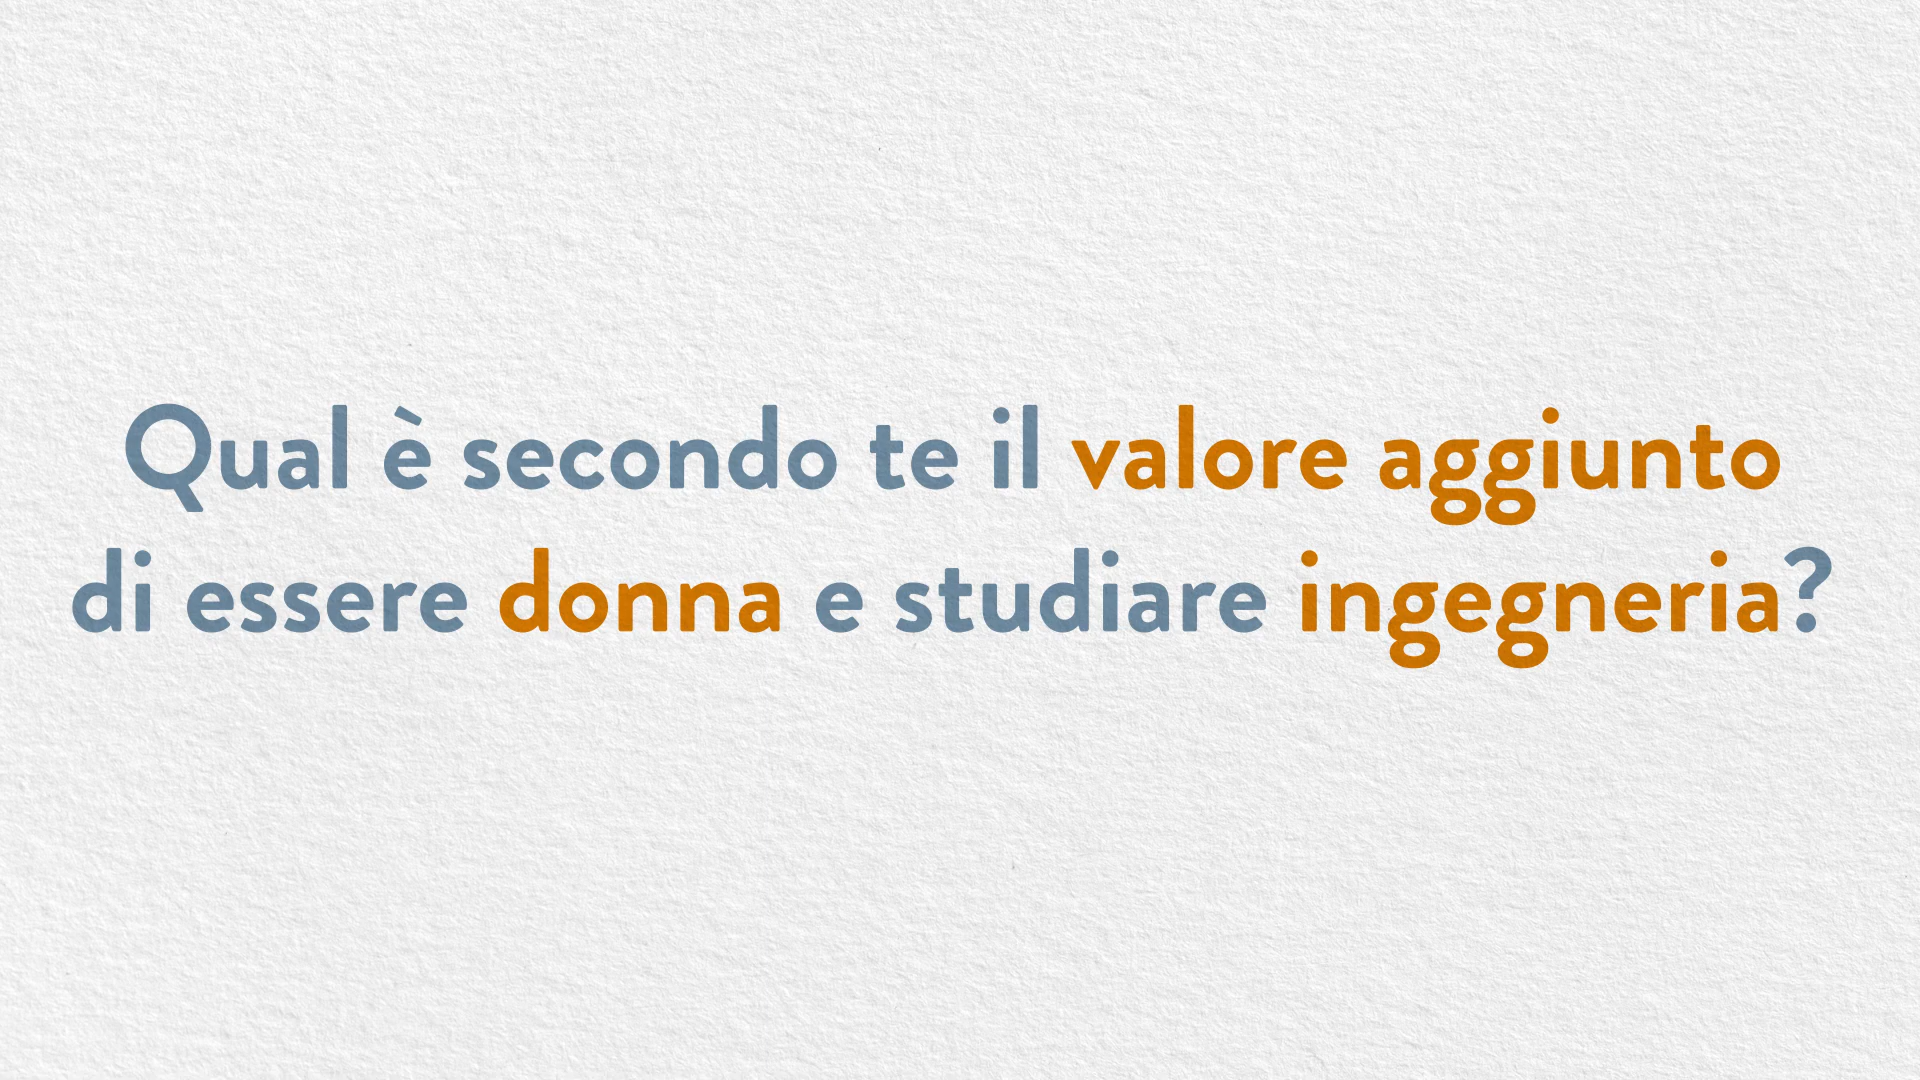 Qual è secondo te il valore aggiunto
di essere donna e studiare ingegneria?